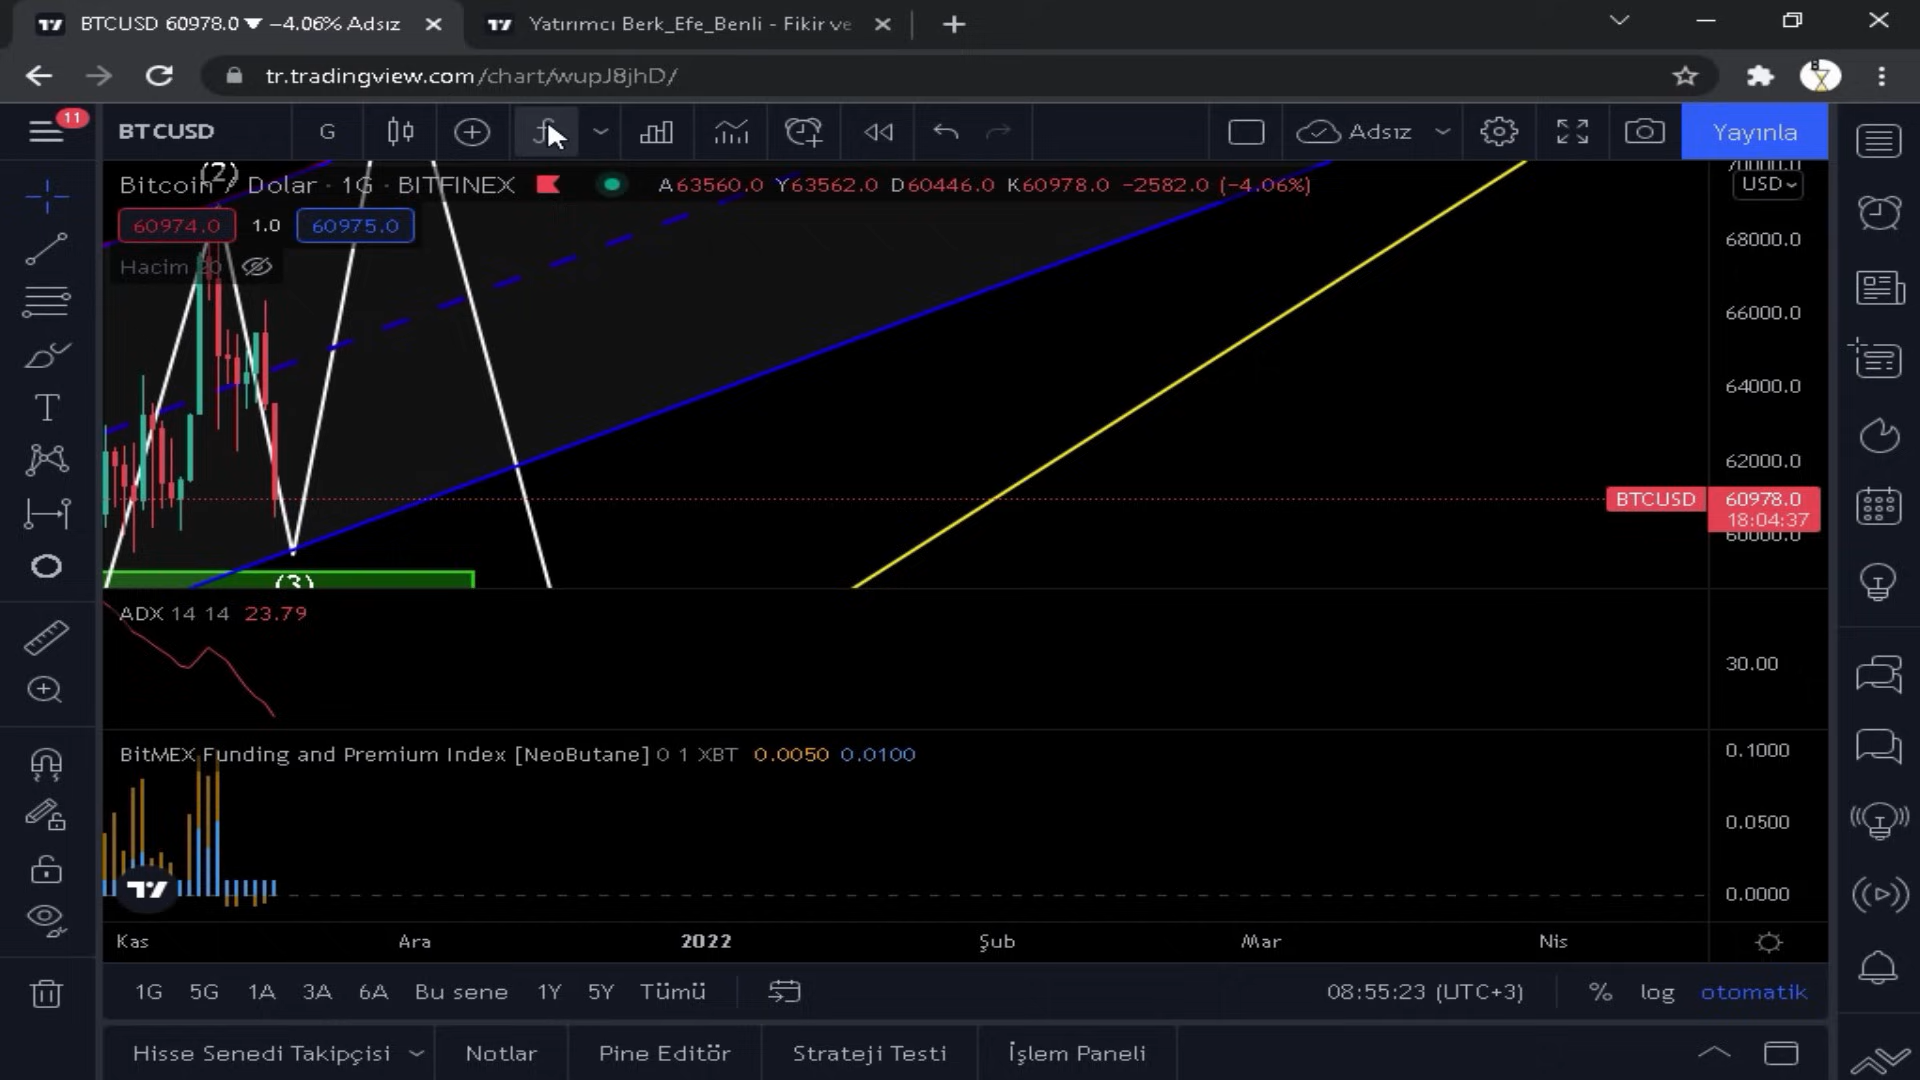 BTCUSD 60978.0 ▼ −4.06% Adsız
Yatırımcı Berk_Efe_Benli - Fikir ve
tr.tradingview.com/chart/wupJ8jhD/
11
BTCUSD
G
Adsız
Yayınla
(2)
Bitcoin / Dolar · 1G · BITFINEX
A63560.0 Y63562.0 D60446.0 K60978.0 −2582.0 (−4.06%)
70000.0
USD
60974.0 1.0 60975.0
Hacim 20
68000.0
66000.0
64000.0
62000.0
BTCUSD 60978.0
18:04:37
60000.0
(3)
ADX 14 14 23.79
30.00
BitMEX Funding and Premium Index [NeoButane] 0 1 XBT 0.0050 0.0100
0.1000
0.0500
0.0000
Kas Ara 2022 Şub Mar Nis
1G 5G 1A 3A 6A Bu sene 1Y 5Y Tümü
08:55:23 (UTC+3) % log otomatik
Hisse Senedi Takipçisi Notlar Pine Editör Strateji Testi İşlem Paneli